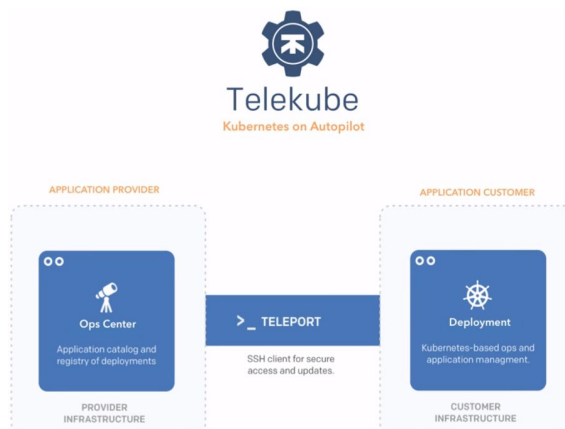 Telekube
Kubernetes on Autopilot
APPLICATION PROVIDER
APPLICATION CUSTOMER
Ops Center
Application catalog and
registry of deployments
PROVIDER
INFRASTRUCTURE
>_ TELEPORT
SSH client for secure
access and updates.
Deployment
Kubernetes-based ops and
application managment.
CUSTOMER
INFRASTRUCTURE